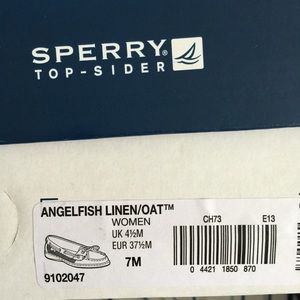 SPERRY®
TOP-SIDER
ANGELFISH LINEN/OAT™
WOMEN
UK 4½M
EUR 37½M
7M
CH73 E13
0 4421 1850 870
9102047